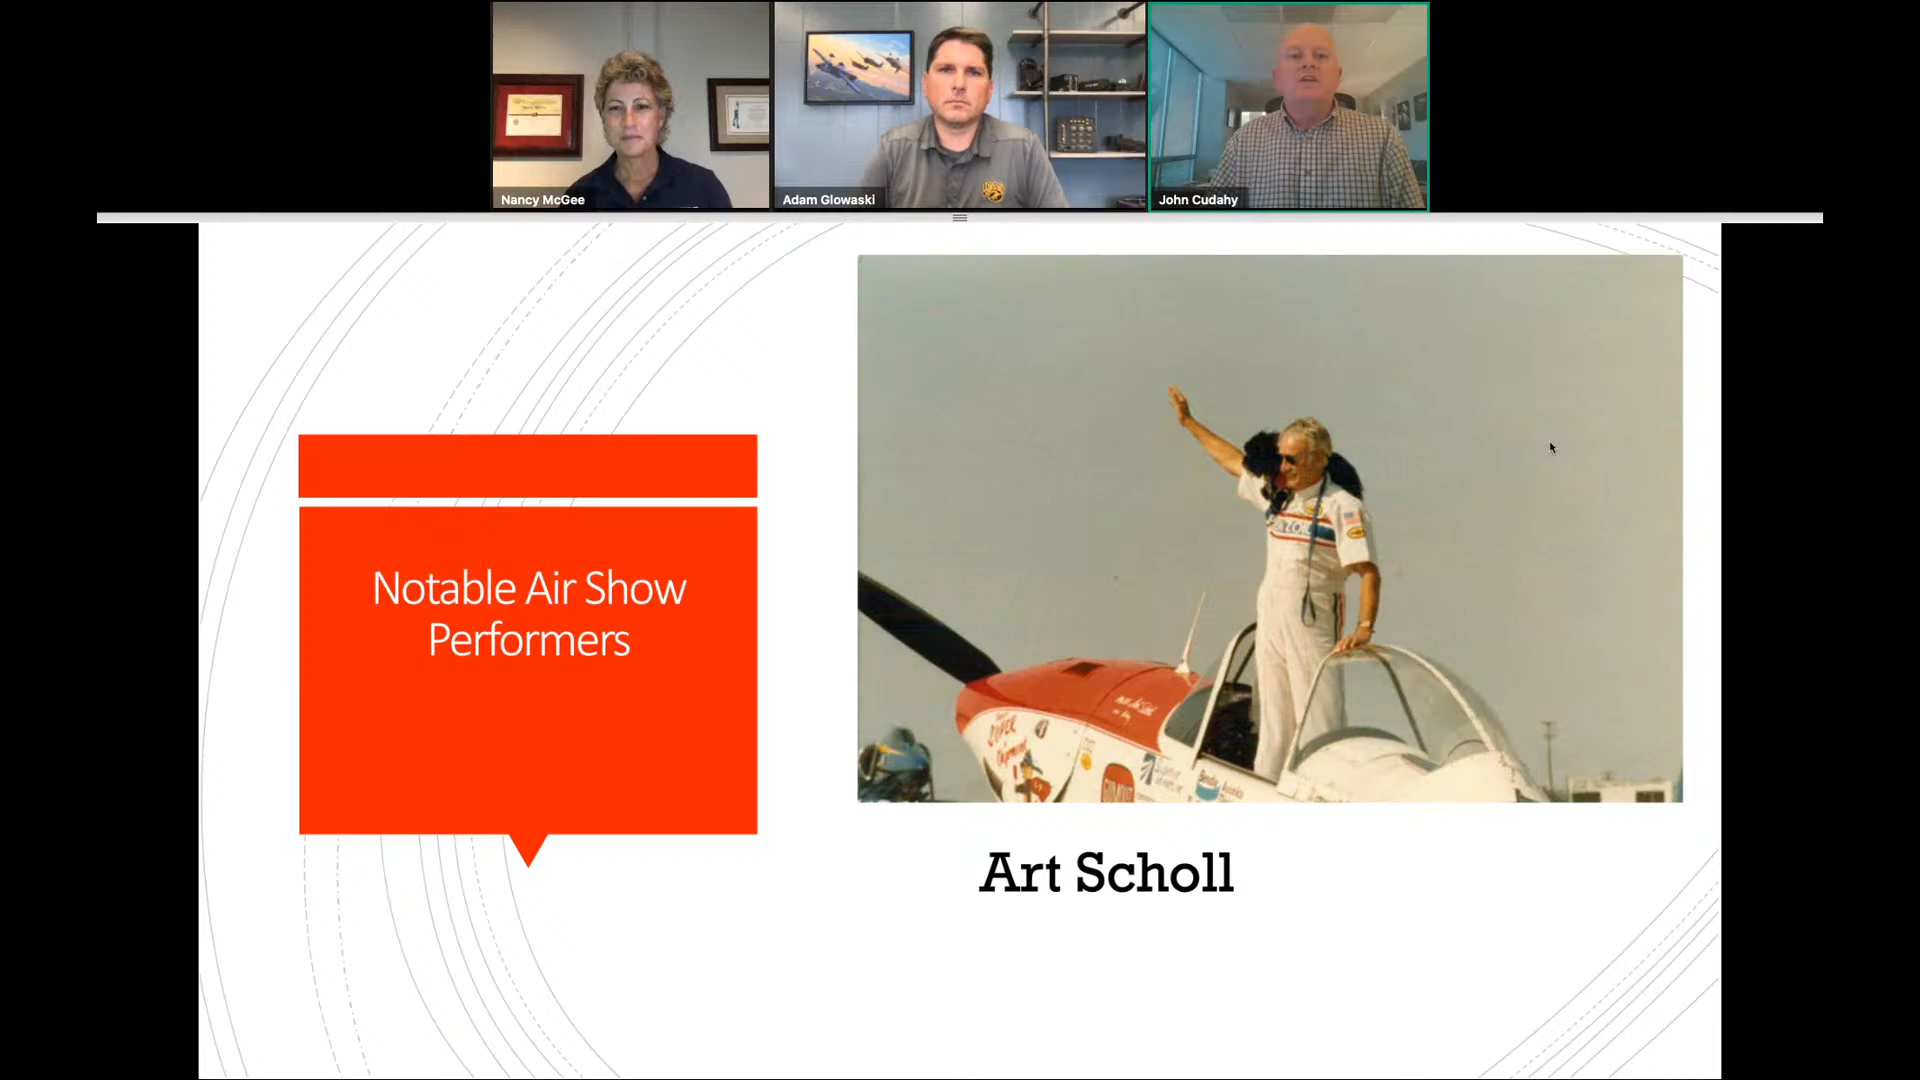 Nancy McGee
Adam Glowaski
John Cudahy
Notable Air Show
Performers
Art Scholl